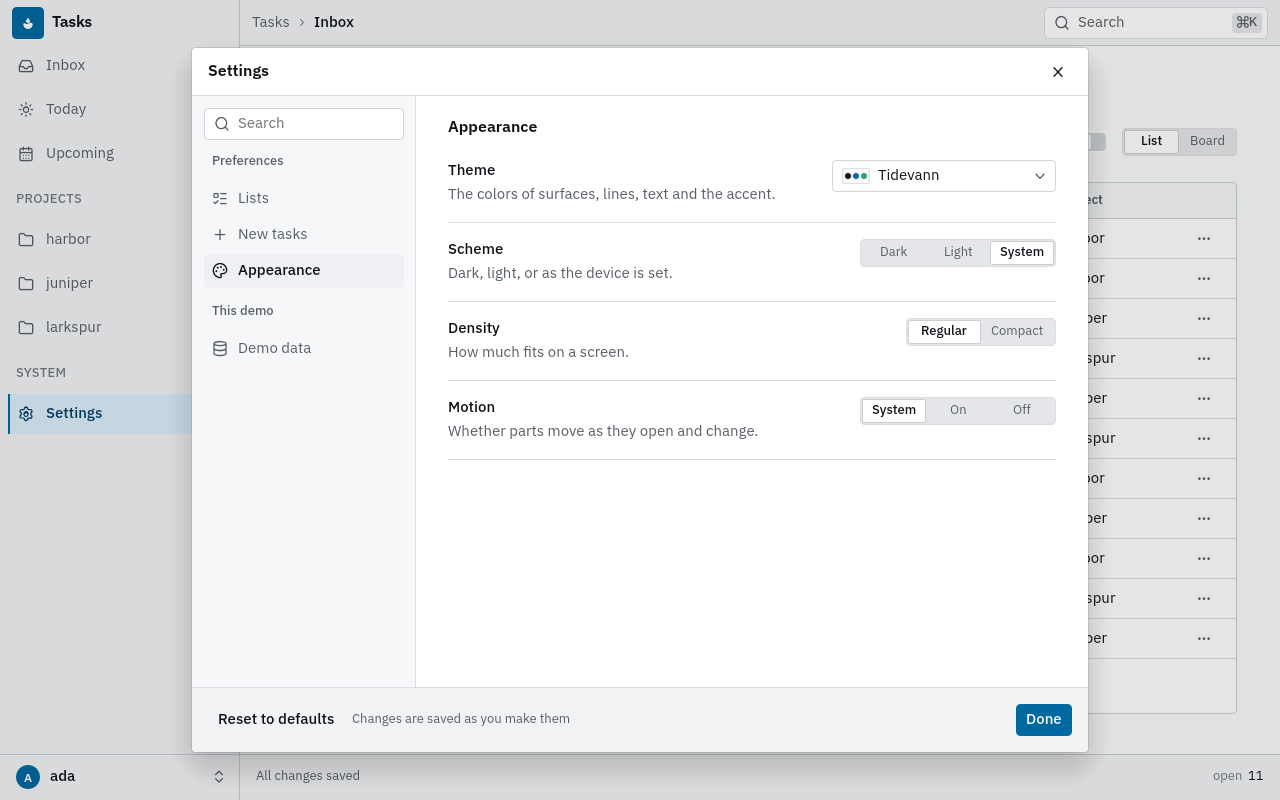 Tasks
Tasks › Inbox
Search ⌘K
Inbox
Today
Upcoming
PROJECTS
harbor
juniper
larkspur
SYSTEM
Settings
Settings
Search
Preferences
Lists
New tasks
Appearance
This demo
Demo data
Appearance
Theme
The colors of surfaces, lines, text and the accent.
Tidevann
Scheme
Dark, light, or as the device is set.
Dark Light System
Density
How much fits on a screen.
Regular Compact
Motion
Whether parts move as they open and change.
System On Off
Reset to defaults
Changes are saved as you make them
Done
List Board
A ada
All changes saved
open 11